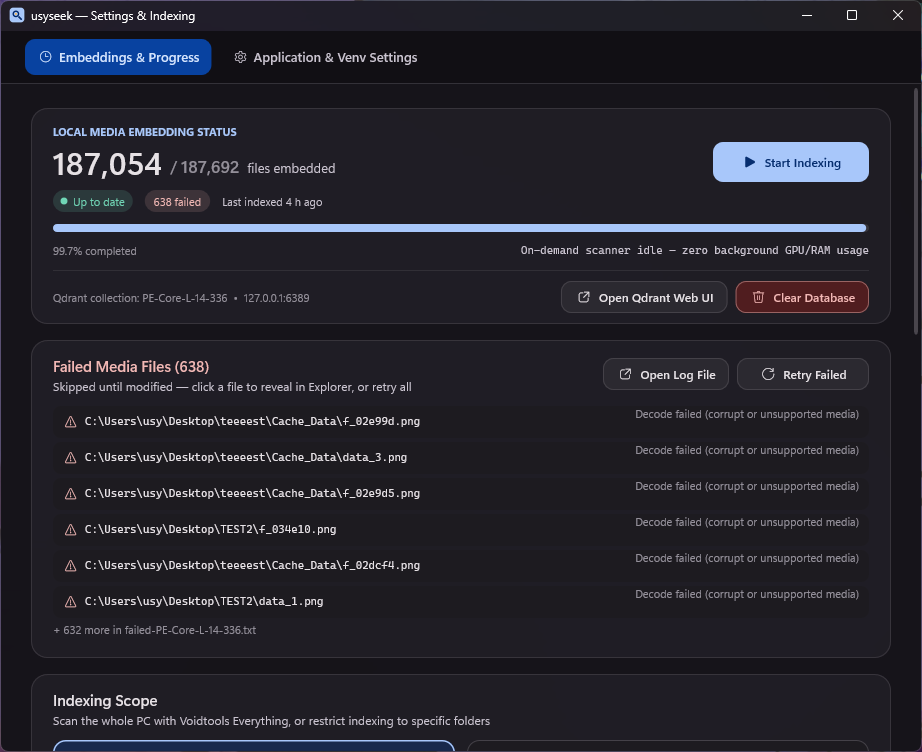 usyseek — Settings & Indexing
Embeddings & Progress
Application & Venv Settings
LOCAL MEDIA EMBEDDING STATUS
187,054 / 187,692 files embedded
Start Indexing
Up to date
638 failed
Last indexed 4 h ago
99.7% completed
On-demand scanner idle — zero background GPU/RAM usage
Qdrant collection: PE-Core-L-14-336 • 127.0.0.1:6389
Open Qdrant Web UI
Clear Database
Failed Media Files (638)
Skipped until modified — click a file to reveal in Explorer, or retry all
Open Log File
Retry Failed
C:\Users\usy\Desktop\teeeest\Cache_Data\f_02e99d.png
Decode failed (corrupt or unsupported media)
C:\Users\usy\Desktop\teeeest\Cache_Data\data_3.png
Decode failed (corrupt or unsupported media)
C:\Users\usy\Desktop\teeeest\Cache_Data\f_02e9d5.png
Decode failed (corrupt or unsupported media)
C:\Users\usy\Desktop\TEST2\f_034e10.png
Decode failed (corrupt or unsupported media)
C:\Users\usy\Desktop\teeeest\Cache_Data\f_02dcf4.png
Decode failed (corrupt or unsupported media)
C:\Users\usy\Desktop\TEST2\data_1.png
Decode failed (corrupt or unsupported media)
+ 632 more in failed-PE-Core-L-14-336.txt
Indexing Scope
Scan the whole PC with Voidtools Everything, or restrict indexing to specific folders